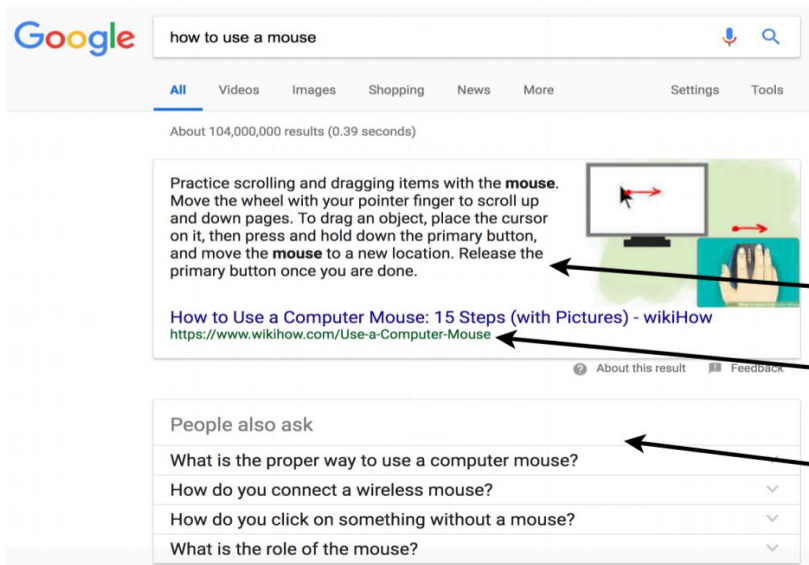 Google
how to use a mouse
All Videos Images Shopping News More Settings Tools
About 104,000,000 results (0.39 seconds)
Practice scrolling and dragging items with the mouse.
Move the wheel with your pointer finger to scroll up
and down pages. To drag an object, place the cursor
on it, then press and hold down the primary button,
and move the mouse to a new location. Release the
primary button once you are done.
How to Use a Computer Mouse: 15 Steps (with Pictures) - wikiHow
https://www.wikihow.com/Use-a-Computer-Mouse
About this result Feedback
People also ask
What is the proper way to use a computer mouse?
How do you connect a wireless mouse?
How do you click on something without a mouse?
What is the role of the mouse?